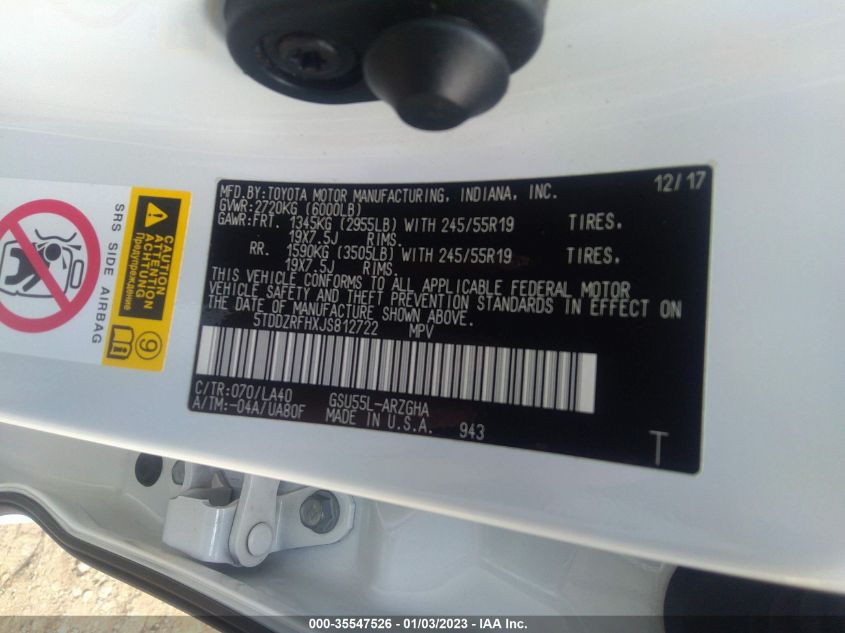 MFD.BY:TOYOTA MOTOR MANUFACTURING, INDIANA, INC. 12/17
GVWR:2720KG (6000LB)
GAWR:FRT. 1345KG (2955LB) WITH 245/55R19 TIRES.
19X7.5J RIMS.
RR. 1590KG (3505LB) WITH 245/55R19 TIRES.
19X7.5J RIMS.
THIS VEHICLE CONFORMS TO ALL APPLICABLE FEDERAL MOTOR
VEHICLE SAFETY AND THEFT PREVENTION STANDARDS IN EFFECT ON
THE DATE OF MANUFACTURE SHOWN ABOVE.
5TDDZRFHXJS812722 MPV
C/TR:070/LA40 GSU55L-ARZGHA
A/TM:-04A/UA80F MADE IN U.S.A. 943
T
SRS SIDE AIRBAG
CAUTION
ATTENTION
ACHTUNG
Предупреждение
9
000-35547526 - 01/03/2023 - IAA Inc.